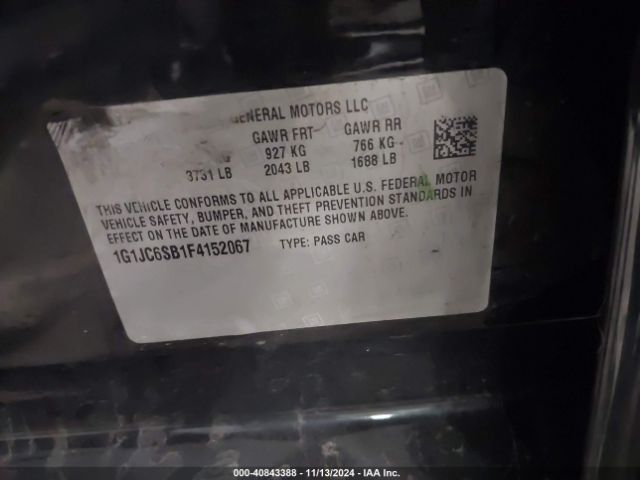 GENERAL MOTORS LLC
GAWR FRT GAWR RR
KG 927 KG 766 KG
3731 LB 2043 LB 1688 LB
THIS VEHICLE CONFORMS TO ALL APPLICABLE U.S. FEDERAL MOTOR
VEHICLE SAFETY, BUMPER, AND THEFT PREVENTION STANDARDS IN
EFFECT ON THE DATE OF MANUFACTURE SHOWN ABOVE.
1G1JC6SB1F4152067 TYPE: PASS CAR
000-40843388 - 11/13/2024 - IAA Inc.